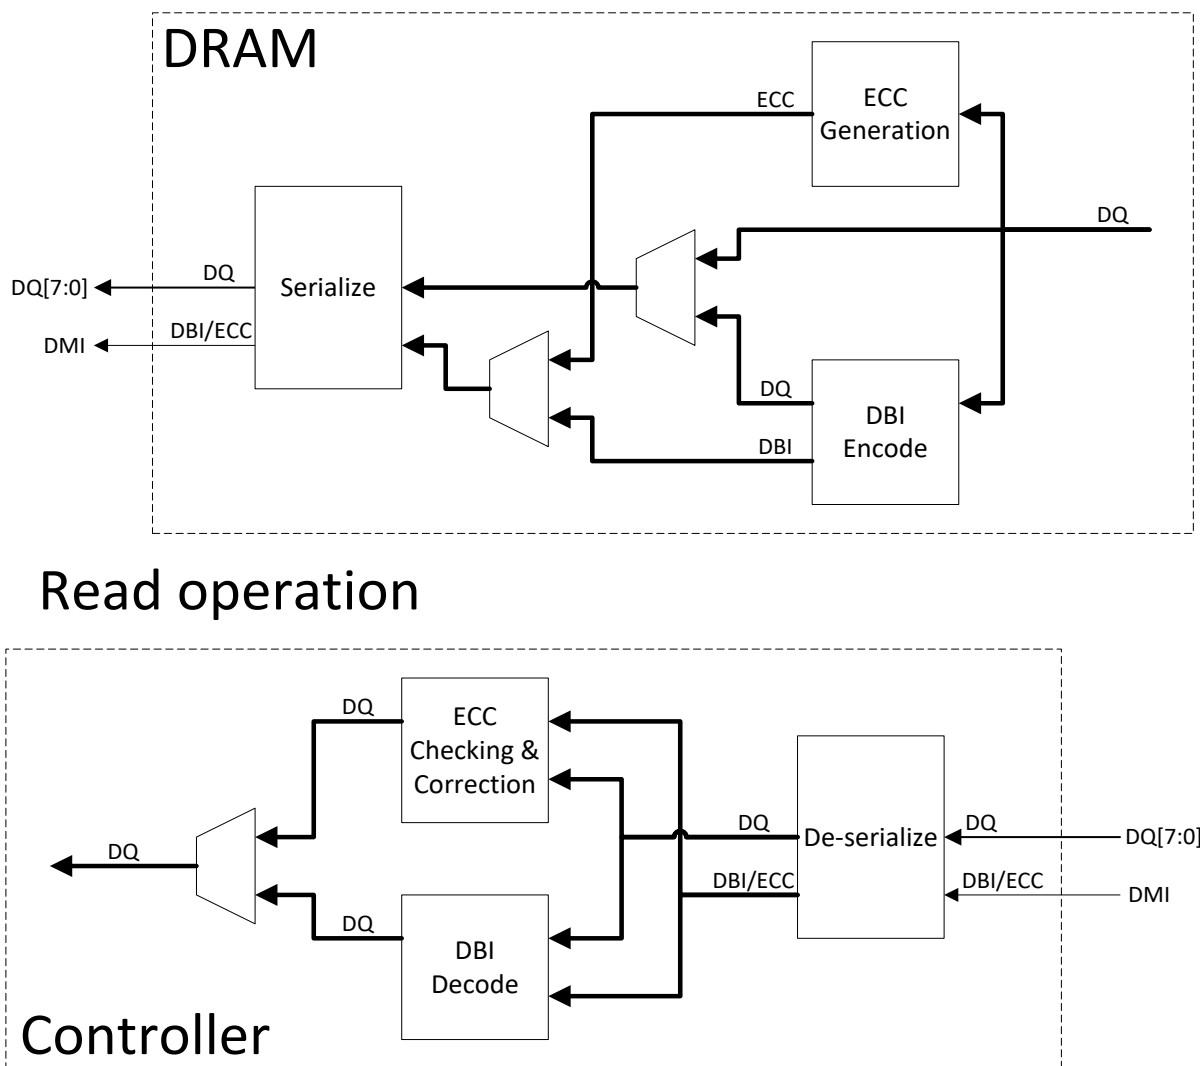 DRAM
ECC
ECC
Generation
DQ
DQ
DQ[7:0]
Serialize
DBI/ECC
DMI
DQ
DBI
Encode
DBI
Read operation
DQ
ECC
Checking &
Correction
DQ
De-serialize
DQ
DQ[7:0]
DQ
DBI/ECC
DBI/ECC
DMI
DQ
DBI
Decode
Controller